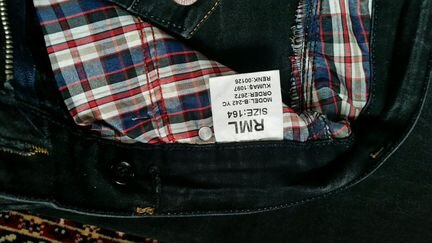 RML
SIZE:164
MODEL:B-242 YC
ORDER:2672
KUMAS:1097
RENK:00126